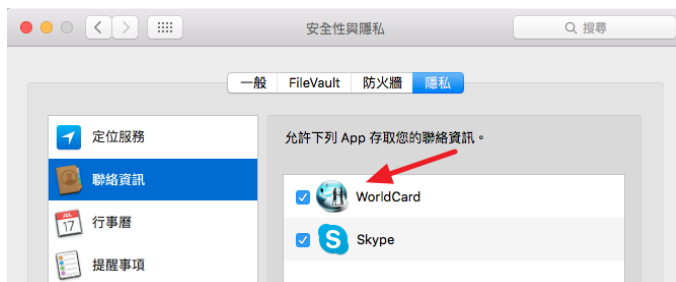 安全性與隱私
搜尋
一般 FileVault 防火牆 隱私
定位服務
聯絡資訊
行事曆
提醒事項
允許下列 App 存取您的聯絡資訊。
WorldCard
Skype
JUL
17